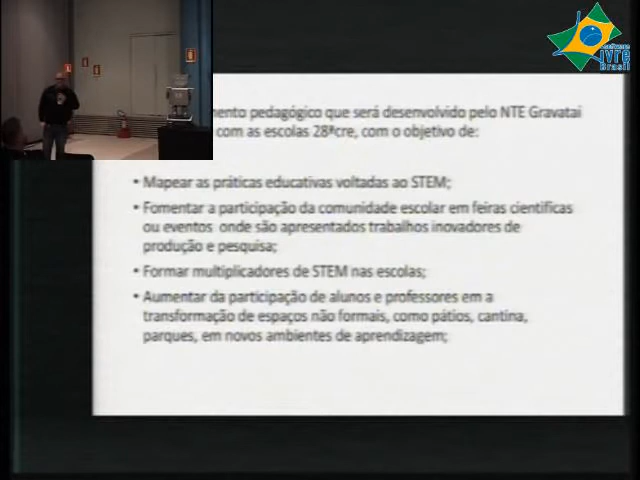 software
livre
Brasil
mento pedagógico que será desenvolvido pelo NTE Gravataí
com as escolas 28ªcre, com o objetivo de:
• Mapear as práticas educativas voltadas ao STEM;
• Fomentar a participação da comunidade escolar em feiras científicas
ou eventos onde são apresentados trabalhos inovadores de
produção e pesquisa;
• Formar multiplicadores de STEM nas escolas;
• Aumentar da participação de alunos e professores em a
transformação de espaços não formais, como pátios, cantina,
parques, em novos ambientes de aprendizagem;